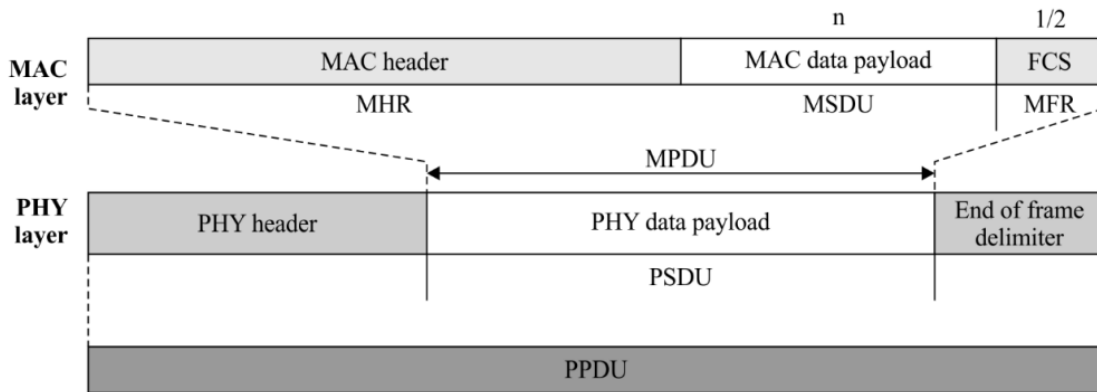 n 1/2
MAC layer
MAC header MAC data payload FCS
MHR MSDU MFR
MPDU
PHY layer
PHY header PHY data payload End of frame delimiter
PSDU
PPDU